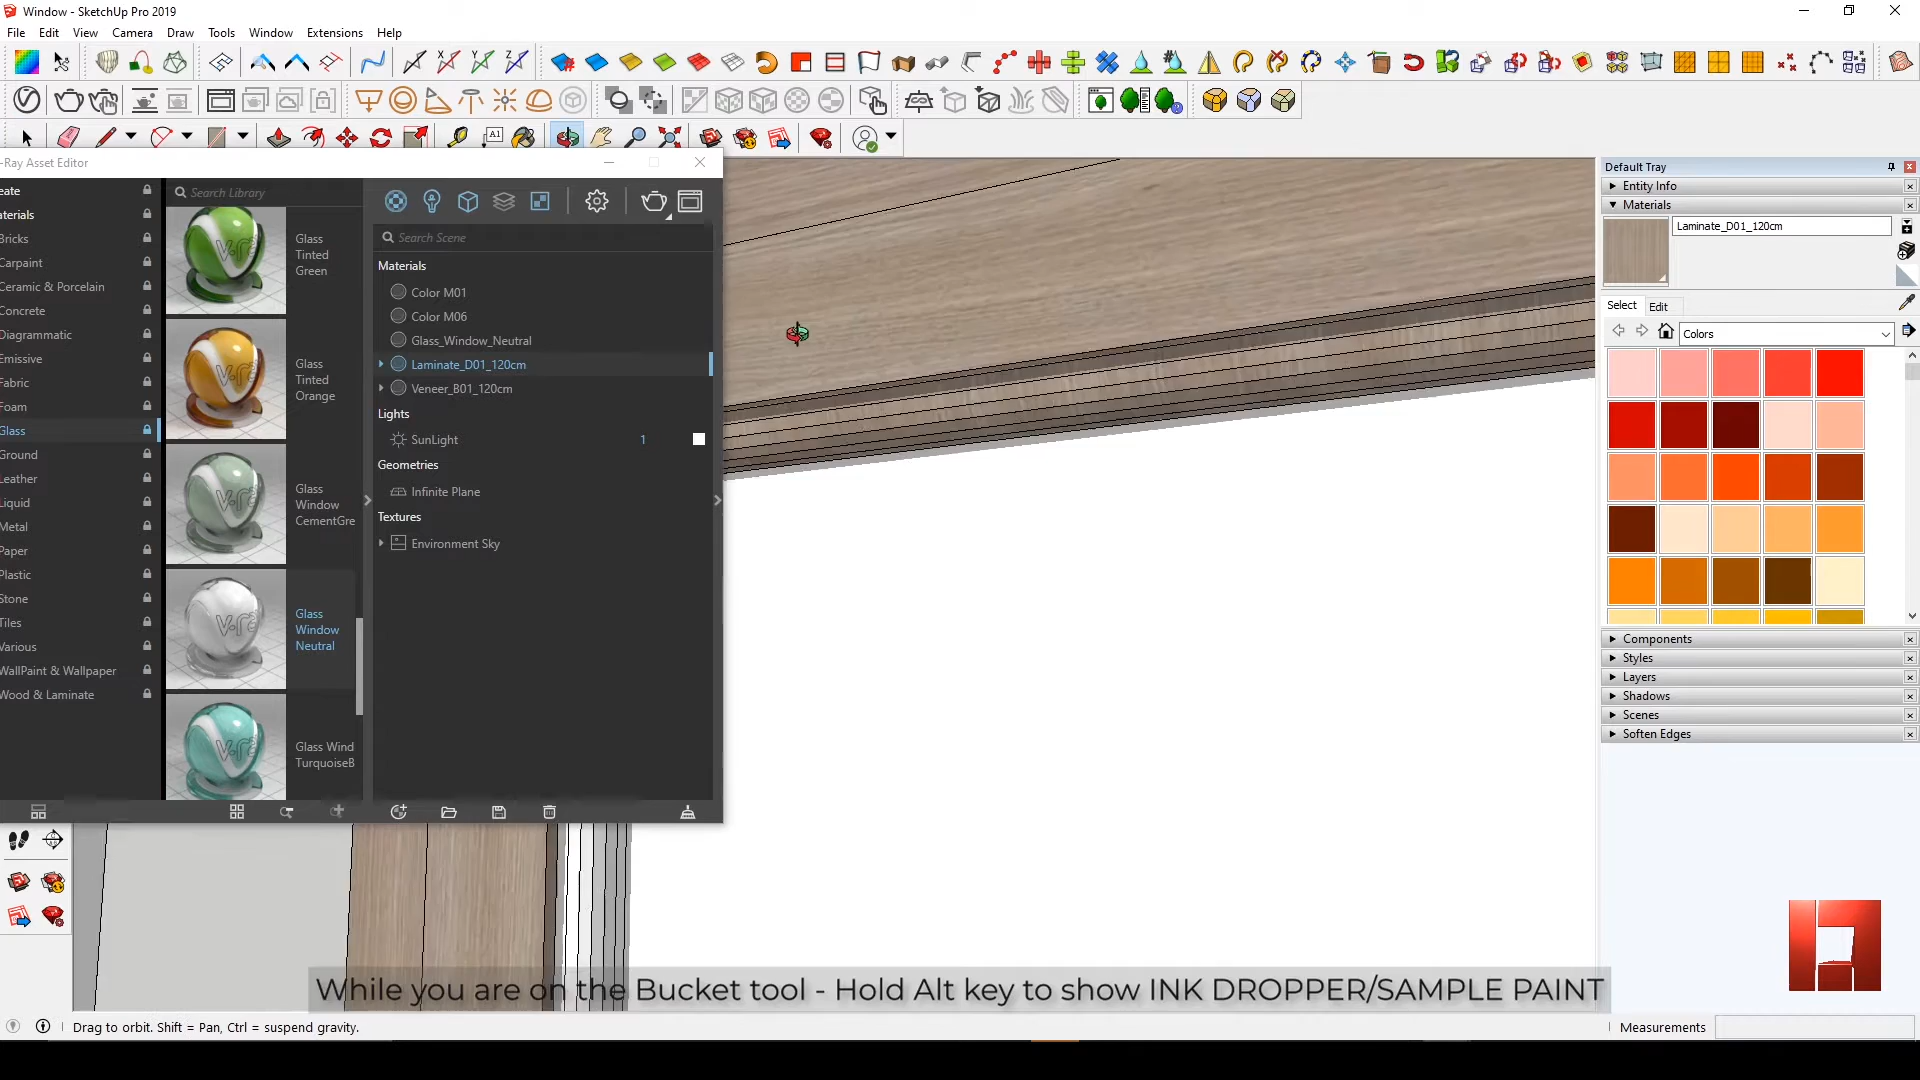 Window - SketchUp Pro 2019
File Edit View Camera Draw Tools Window Extensions Help
A1
-Ray Asset Editor
eate
aterials
Bricks
Carpaint
Ceramic & Porcelain
Concrete
Diagrammatic
Emissive
Fabric
Foam
Glass
Ground
Leather
Liquid
Metal
Paper
Plastic
Stone
Tiles
Various
WallPaint & Wallpaper
Wood & Laminate
Search Library
Glass
Tinted
Green
Glass
Tinted
Orange
Glass
Window
CementGre
Glass
Window
Neutral
Glass Wind
TurquoiseB
Search Scene
Materials
Color M01
Color M06
Glass_Window_Neutral
Laminate_D01_120cm
Veneer_B01_120cm
Lights
SunLight 1
Geometries
Infinite Plane
Textures
Environment Sky
Default Tray
Entity Info
Materials
Laminate_D01_120cm
Select Edit
Colors
Components
Styles
Layers
Shadows
Scenes
Soften Edges
While you are on the Bucket tool - Hold Alt key to show INK DROPPER/SAMPLE PAINT
Drag to orbit. Shift = Pan, Ctrl = suspend gravity.
Measurements